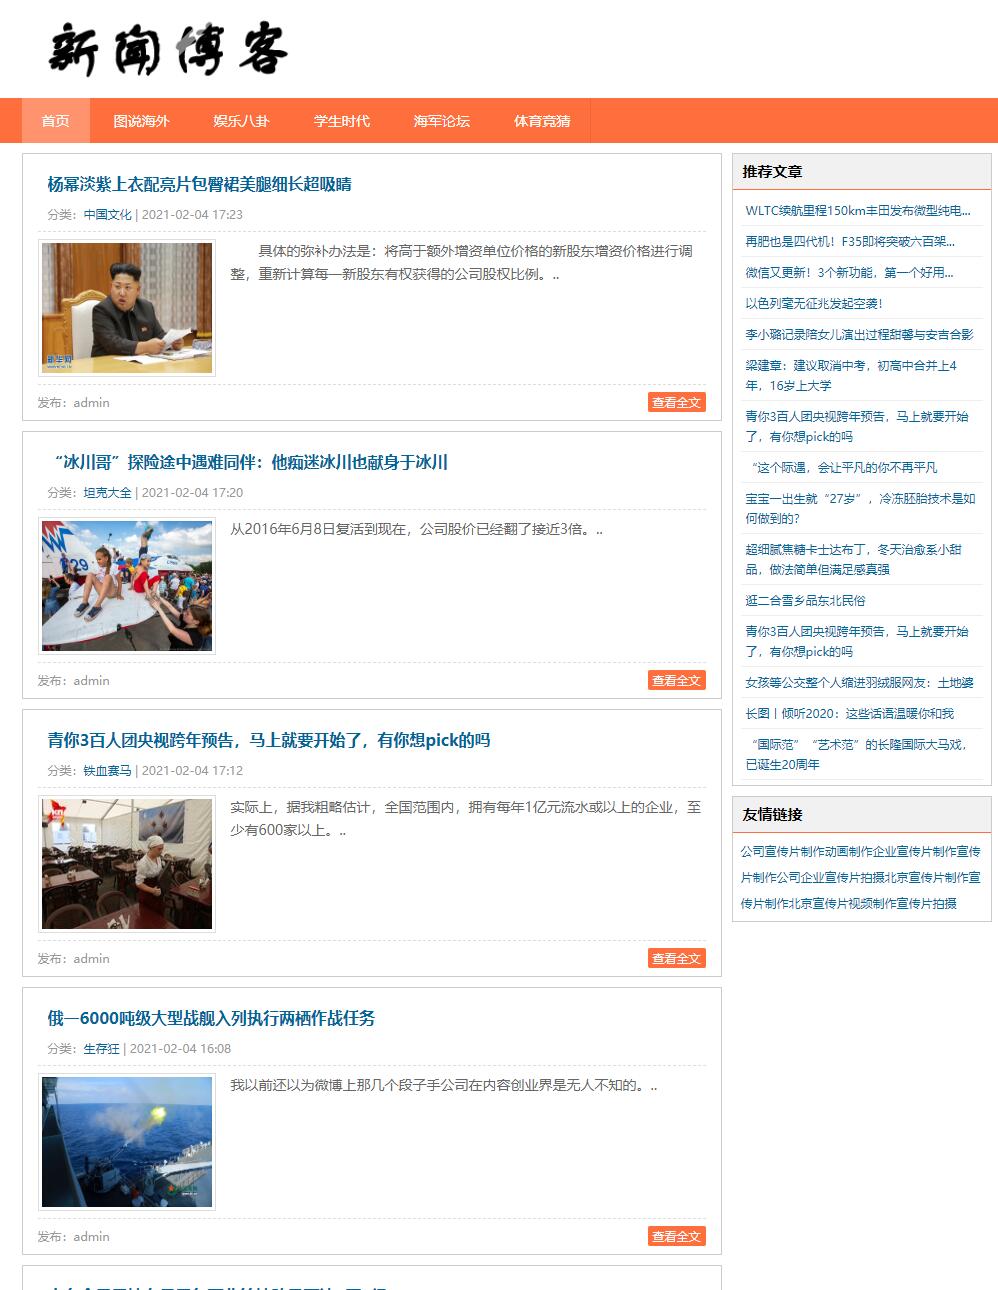 新闻博客
首页 图说海外 娱乐八卦 学生时代 海军论坛 体育竞猜
杨幂淡紫上衣配亮片包臀裙美腿细长超吸睛
分类：中国文化 | 2021-02-04 17:23
具体的弥补办法是：将高于额外增资单位价格的新股东增资价格进行调
整，重新计算每一新股东有权获得的公司股权比例。..
新华网
发布：admin
查看全文
“冰川哥”探险途中遇难同伴：他痴迷冰川也献身于冰川
分类：坦克大全 | 2021-02-04 17:20
从2016年6月8日复活到现在，公司股价已经翻了接近3倍。..
发布：admin
查看全文
青你3百人团央视跨年预告，马上就要开始了，有你想pick的吗
分类：铁血赛马 | 2021-02-04 17:12
实际上，据我粗略估计，全国范围内，拥有每年1亿元流水或以上的企业，至
少有600家以上。..
发布：admin
查看全文
俄一6000吨级大型战舰入列执行两栖作战任务
分类：生存狂 | 2021-02-04 16:08
我以前还以为微博上那几个段子手公司在内容创业界是无人不知的。..
发布：admin
查看全文
推荐文章
WLTC续航里程150km丰田发布微型纯电...
再肥也是四代机！F35即将突破六百架...
微信又更新！3个新功能，第一个好用...
以色列毫无征兆发起空袭！
李小璐记录陪女儿演出过程甜馨与安吉合影
梁建章：建议取消中考，初高中合并上4
年，16岁上大学
青你3百人团央视跨年预告，马上就要开始
了，有你想pick的吗
“这个际遇，会让平凡的你不再平凡
宝宝一出生就“27岁”，冷冻胚胎技术是如
何做到的？
超细腻焦糖卡士达布丁，冬天治愈系小甜
品，做法简单但满足感真强
逛二合雪乡品东北民俗
青你3百人团央视跨年预告，马上就要开始
了，有你想pick的吗
女孩等公交整个人缩进羽绒服网友：土地婆
长图丨倾听2020：这些话语温暖你和我
“国际范”“艺术范”的长隆国际大马戏，
已诞生20周年
友情链接
公司宣传片制作动画制作企业宣传片制作宣传
片制作公司企业宣传片拍摄北京宣传片制作宣
传片制作北京宣传片视频制作宣传片拍摄